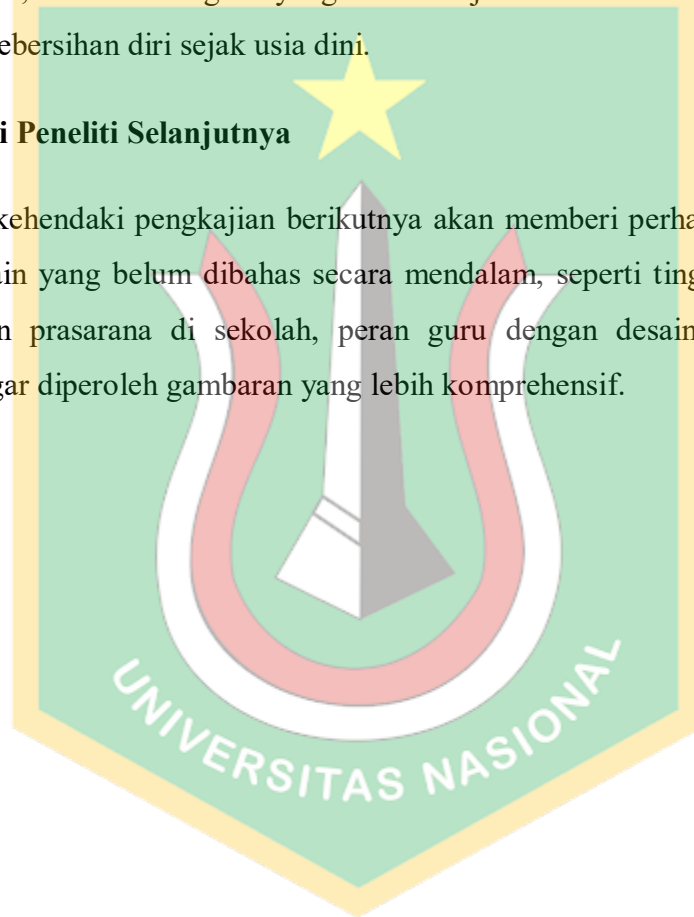 yang
ebersihan diri sejak usia dini.
i Peneliti Selanjutnya
kehendaki pengkajian berikutnya akan memberi perha
in yang belum dibahas secara mendalam, seperti ting
n prasarana di sekolah, peran guru dengan desain
gar diperoleh gambaran yang lebih komprehensif.
UNIVERSITAS NASIONAL